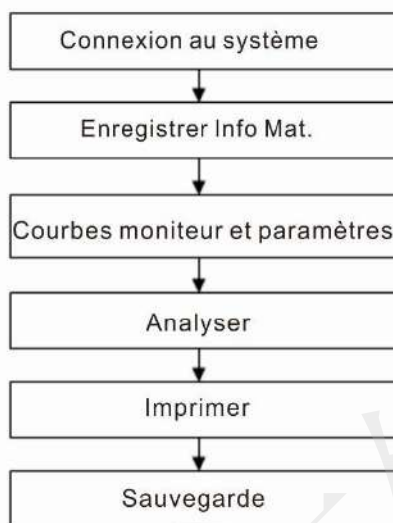 Connexion au système
Enregistrer Info Mat.
Courbes moniteur et paramètres
Analyser
Imprimer
Sauvegarde